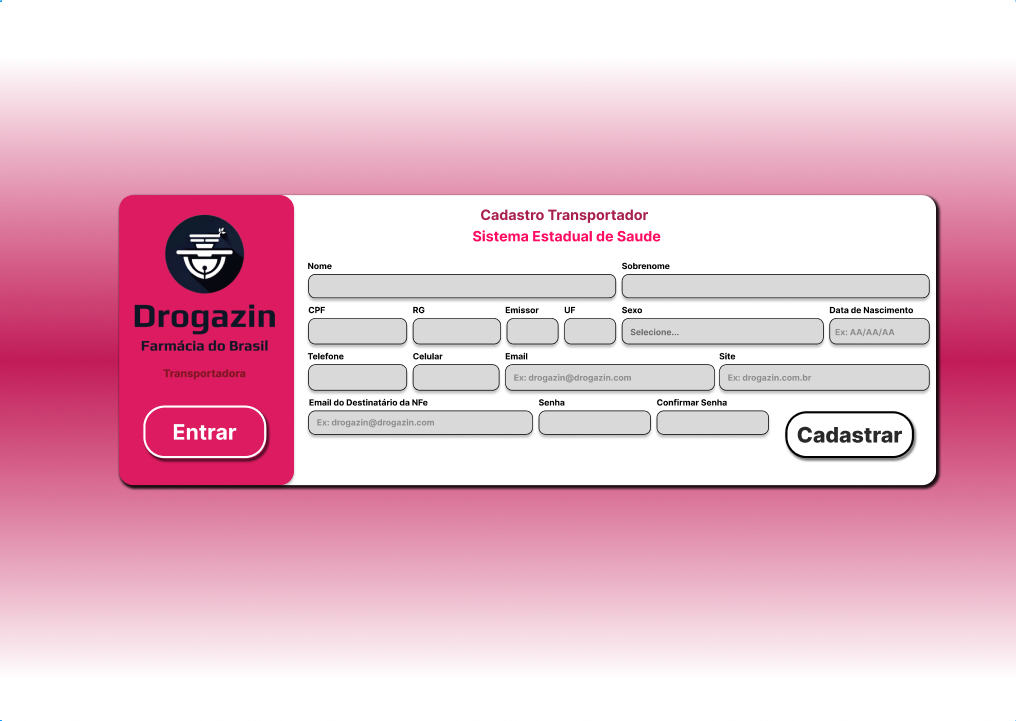 Drogazin
Farmácia do Brasil
Transportadora
Entrar
Cadastro Transportador
Sistema Estadual de Saude
Nome Sobrenome
CPF RG Emissor UF Sexo Data de Nascimento
Selecione... Ex: AA/AA/AA
Telefone Celular Email Site
Ex: drogazin@drogazin.com Ex: drogazin.com.br
Email do Destinatário da NFe Senha Confirmar Senha
Ex: drogazin@drogazin.com
Cadastrar